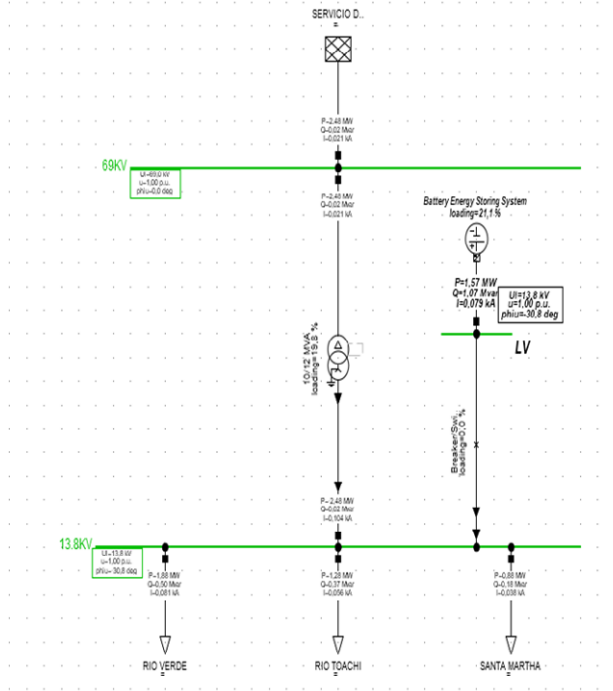 SERVICIO D..
P=2,48 MW
Q=0,02 Mvar
I=0,021 kA
69KV
Ul=69,0 kV
u=1,00 p.u.
phiu=0,0 deg
P=2,48 MW
Q=0,02 Mvar
I=0,021 kA
Battery Energy Storing System
loading=21,1 %
P=1,57 MW
Q=1,07 Mvar
I=0,079 kA
Ul=13,8 kV
u=1,00 p.u.
phiu=-30,8 deg
LV
10/12 MVA
loading=19,8 %
Breaker/Swi..
loading=0,0 %
P=2,48 MW
Q=0,02 Mvar
I=0,104 kA
13.8KV
Ul=13,8 kV
u=1,00 p.u.
phiu=-30,8 deg
P=1,88 MW
Q=0,50 Mvar
I=0,081 kA
P=1,28 MW
Q=0,37 Mvar
I=0,056 kA
P=0,88 MW
Q=0,18 Mvar
I=0,038 kA
RIO VERDE
RIO TOACHI
SANTA MARTHA